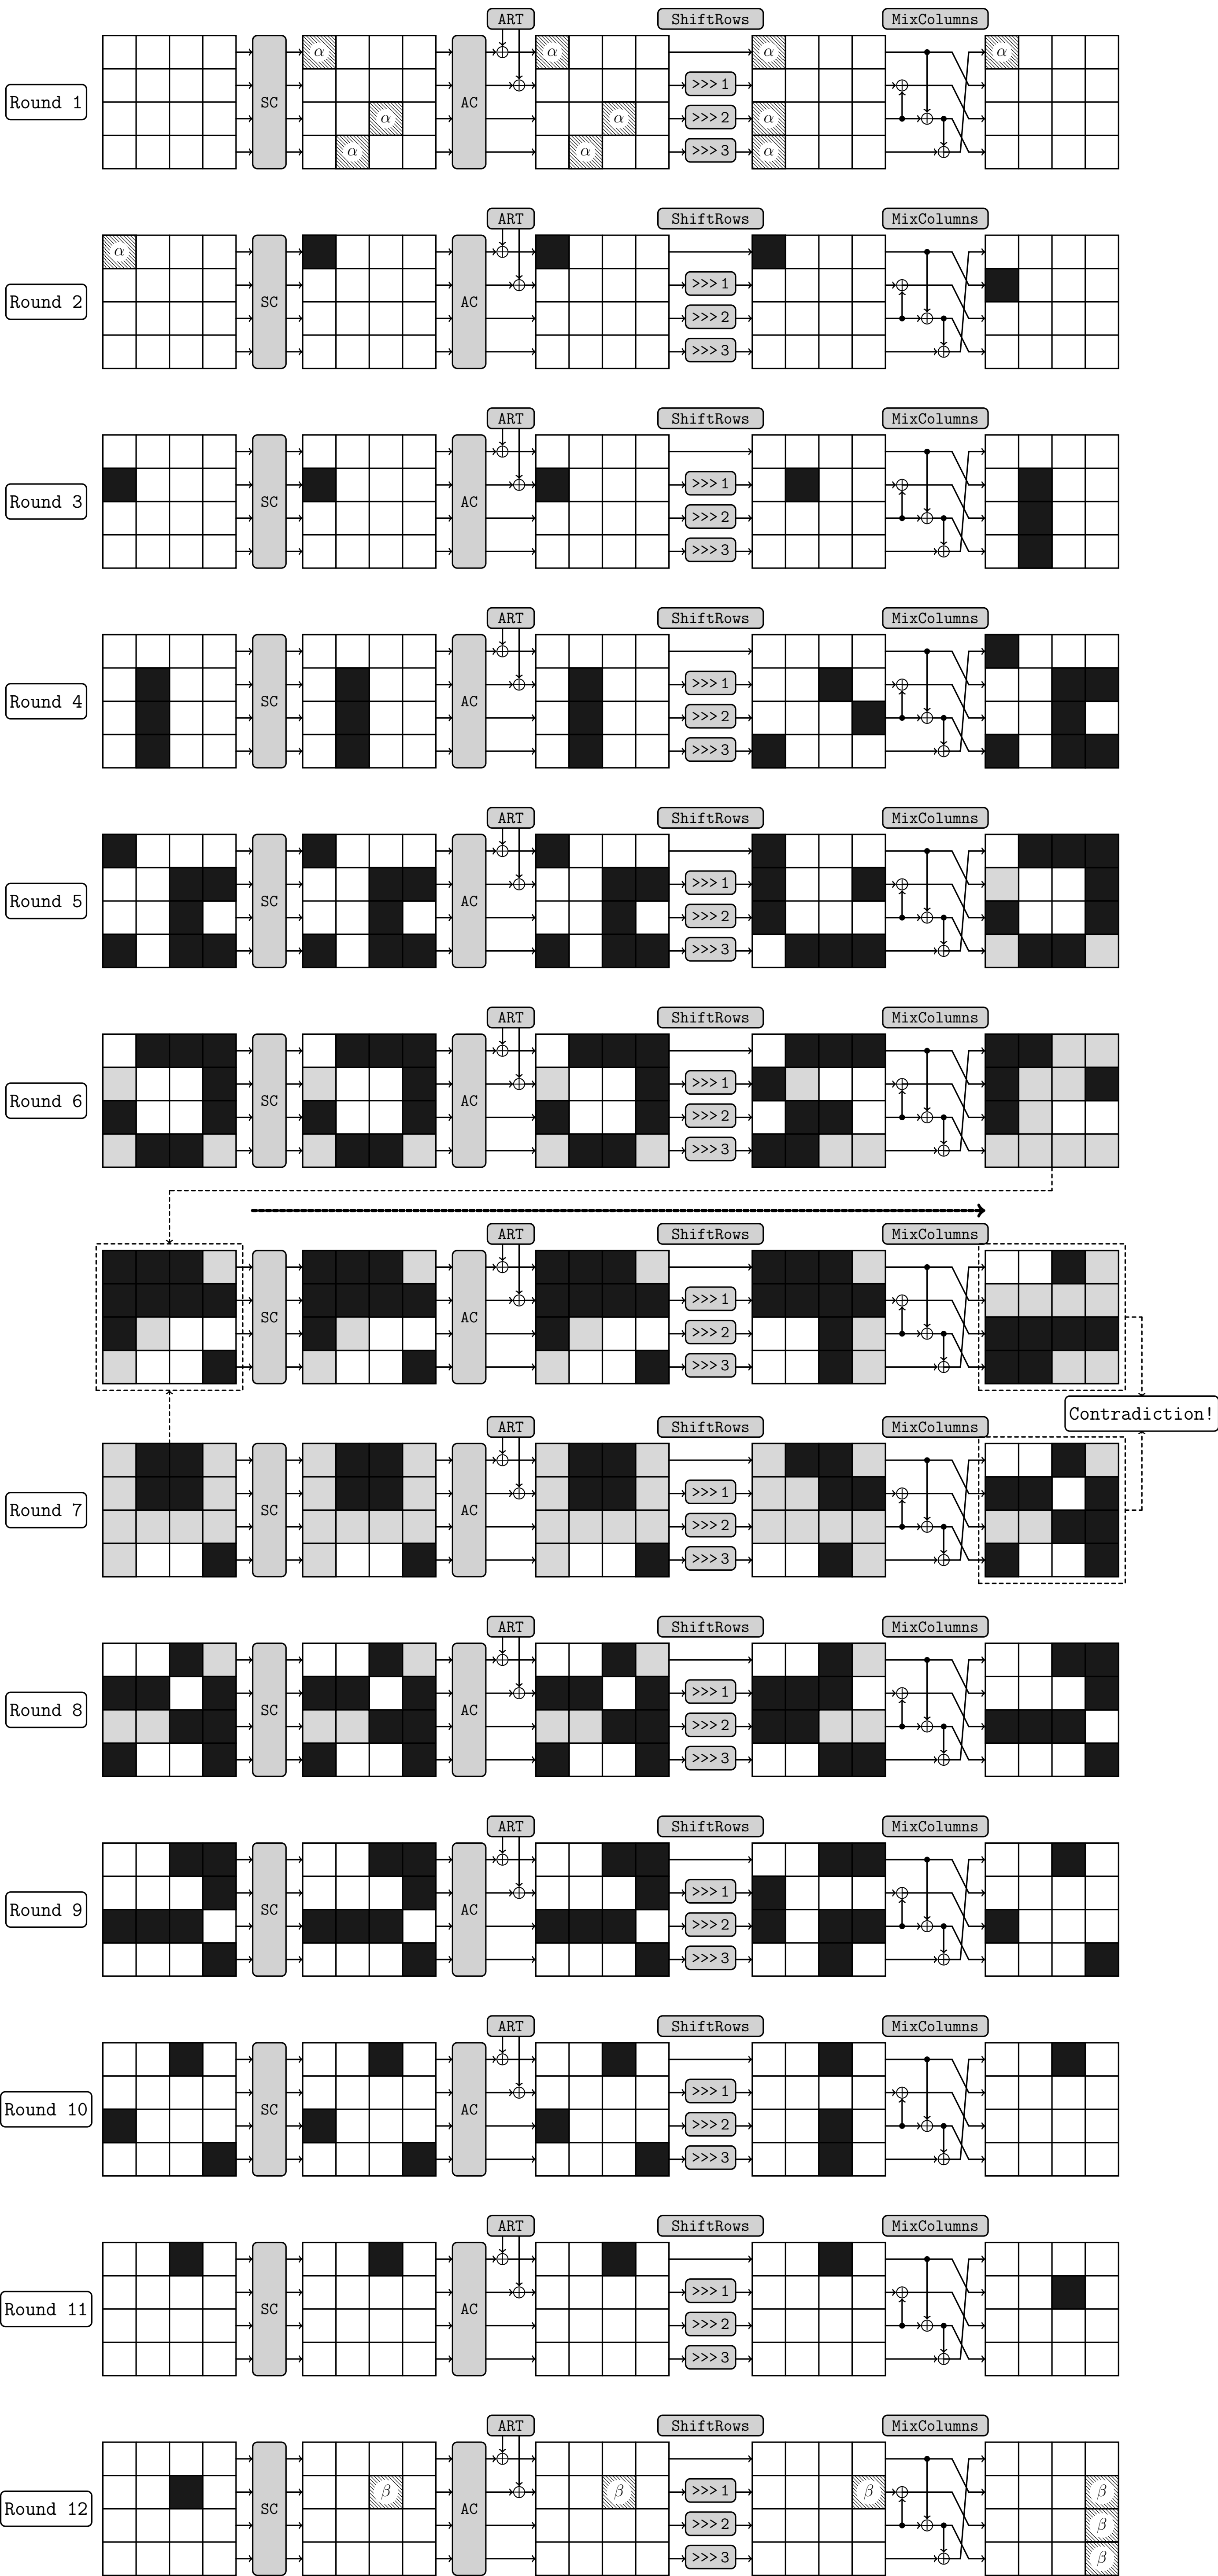 ART ShiftRows MixColumns
α α α α
>>>1
Round 1 SC AC
α α >>>2 α
α α >>>3 α
ART ShiftRows MixColumns
α
>>>1
Round 2 SC AC
>>>2
>>>3
ART ShiftRows MixColumns
>>>1
Round 3 SC AC
>>>2
>>>3
ART ShiftRows MixColumns
>>>1
Round 4 SC AC
>>>2
>>>3
ART ShiftRows MixColumns
>>>1
Round 5 SC AC
>>>2
>>>3
ART ShiftRows MixColumns
>>>1
Round 6 SC AC
>>>2
>>>3
ART ShiftRows MixColumns
>>>1
SC AC
>>>2
>>>3
Contradiction!
ART ShiftRows MixColumns
>>>1
Round 7 SC AC
>>>2
>>>3
ART ShiftRows MixColumns
>>>1
Round 8 SC AC
>>>2
>>>3
ART ShiftRows MixColumns
>>>1
Round 9 SC AC
>>>2
>>>3
ART ShiftRows MixColumns
>>>1
Round 10 SC AC
>>>2
>>>3
ART ShiftRows MixColumns
>>>1
Round 11 SC AC
>>>2
>>>3
ART ShiftRows MixColumns
β β >>>1 β β
Round 12 SC AC
>>>2 β
>>>3 β